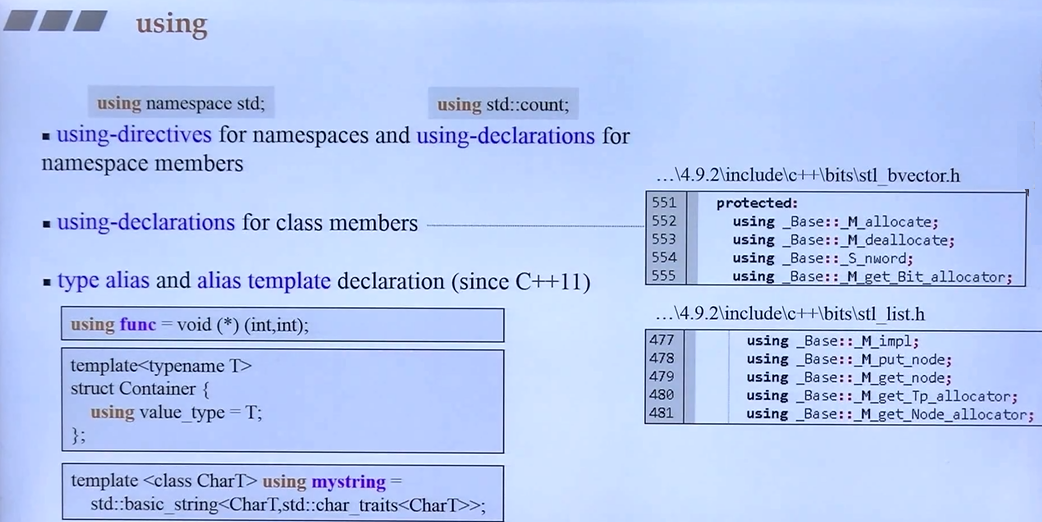 using
using namespace std;
using std::count;
▪ using-directives for namespaces and using-declarations for
namespace members
▪ using-declarations for class members
▪ type alias and alias template declaration (since C++11)
using func = void (*) (int,int);
template<typename T>
struct Container {
using value_type = T;
};
template <class CharT> using mystring =
std::basic_string<CharT,std::char_traits<CharT>>;
…\4.9.2\include\c++\bits\stl_bvector.h
551 protected:
552 using _Base::_M_allocate;
553 using _Base::_M_deallocate;
554 using _Base::_S_nword;
555 using _Base::_M_get_Bit_allocator;
…\4.9.2\include\c++\bits\stl_list.h
477 using _Base::_M_impl;
478 using _Base::_M_put_node;
479 using _Base::_M_get_node;
480 using _Base::_M_get_Tp_allocator;
481 using _Base::_M_get_Node_allocator;